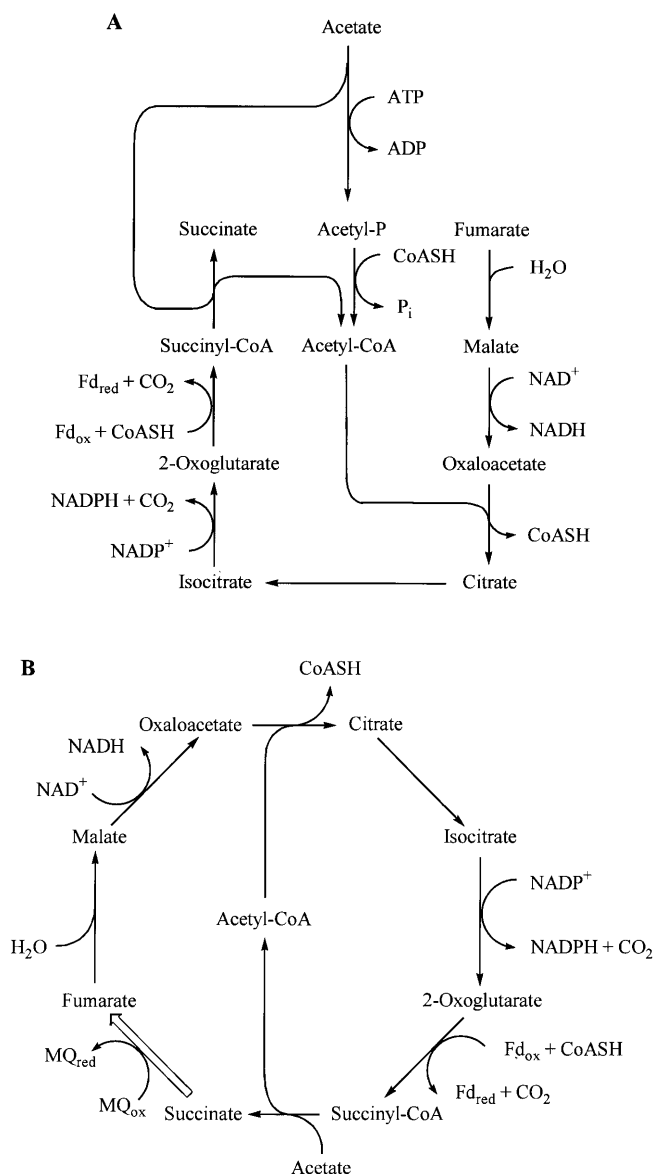 A
Acetate
ATP
ADP
Succinate
Acetyl-P
Fumarate
CoASH
H2O
Pi
Succinyl-CoA
Acetyl-CoA
Malate
Fdred + CO2
NAD+
Fdox + CoASH
NADH
2-Oxoglutarate
Oxaloacetate
NADPH + CO2
CoASH
NADP+
Isocitrate
Citrate
B
CoASH
Oxaloacetate
Citrate
NADH
NAD+
Malate
Isocitrate
NADP+
Acetyl-CoA
H2O
NADPH + CO2
Fumarate
2-Oxoglutarate
MQred
Fdox + CoASH
Fdred + CO2
MQox
Succinate
Succinyl-CoA
Acetate